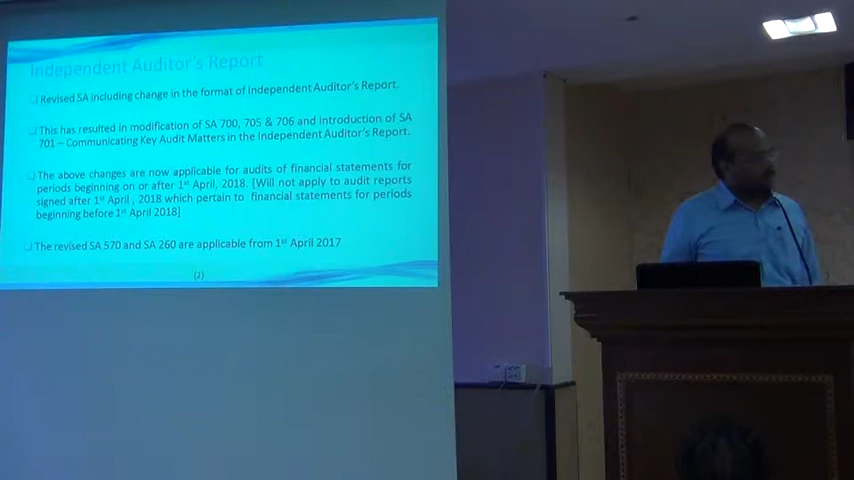 Independent Auditor's Report
❑Revised SA including change in the format of Independent Auditor's Report.
❑This has resulted in modification of SA 700, 705 & 706 and introduction of SA
701 – Communicating Key Audit Matters in the Independent Auditor's Report.
❑The above changes are now applicable for audits of financial statements for
periods beginning on or after 1st April, 2018. [Will not apply to audit reports
signed after 1st April , 2018 which pertain to financial statements for periods
beginning before 1st April 2018]
❑ The revised SA 570 and SA 260 are applicable from 1st April 2017
(2)